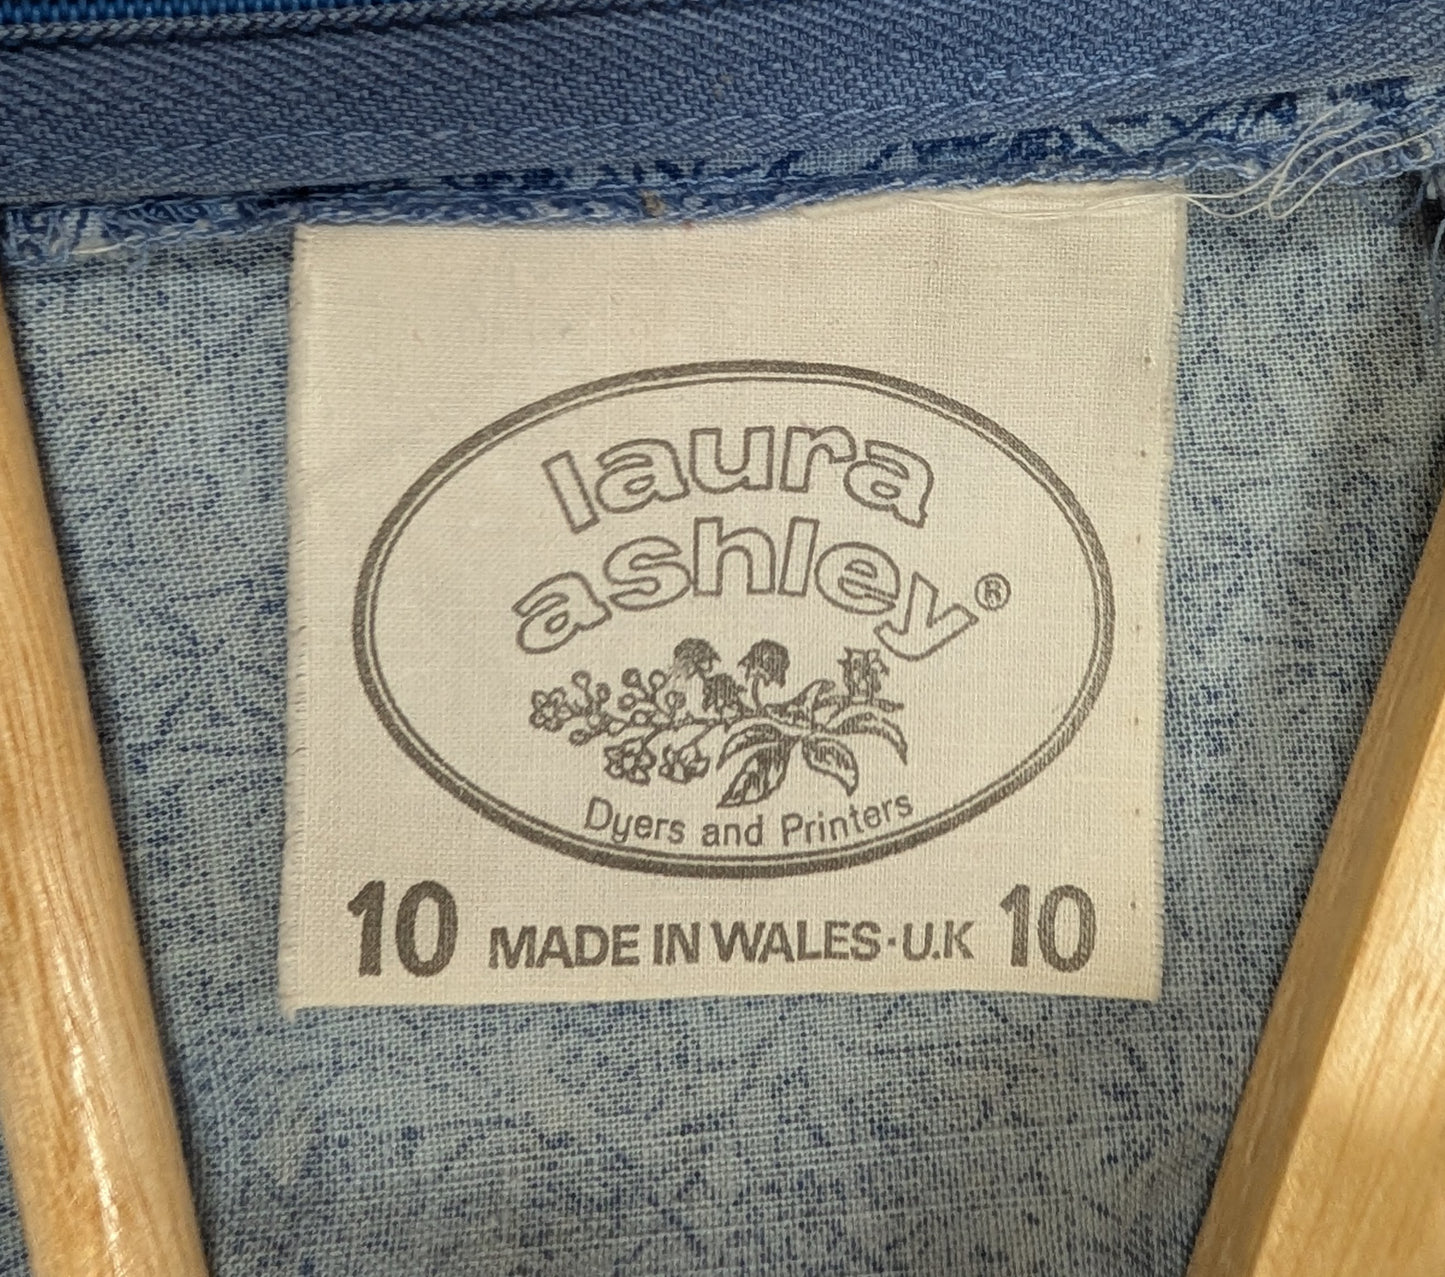 laura
ashley®
Dyers and Printers
10 MADE IN WALES·U.K 10